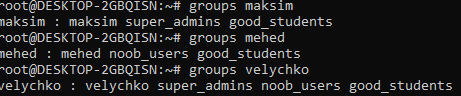 root@DESKTOP-2GBQISN:~# groups maksim
maksim : maksim super_admins good_students
root@DESKTOP-2GBQISN:~# groups mehed
mehed : mehed noob_users good_students
root@DESKTOP-2GBQISN:~# groups velychko
velychko : velychko super_admins noob_users good_students